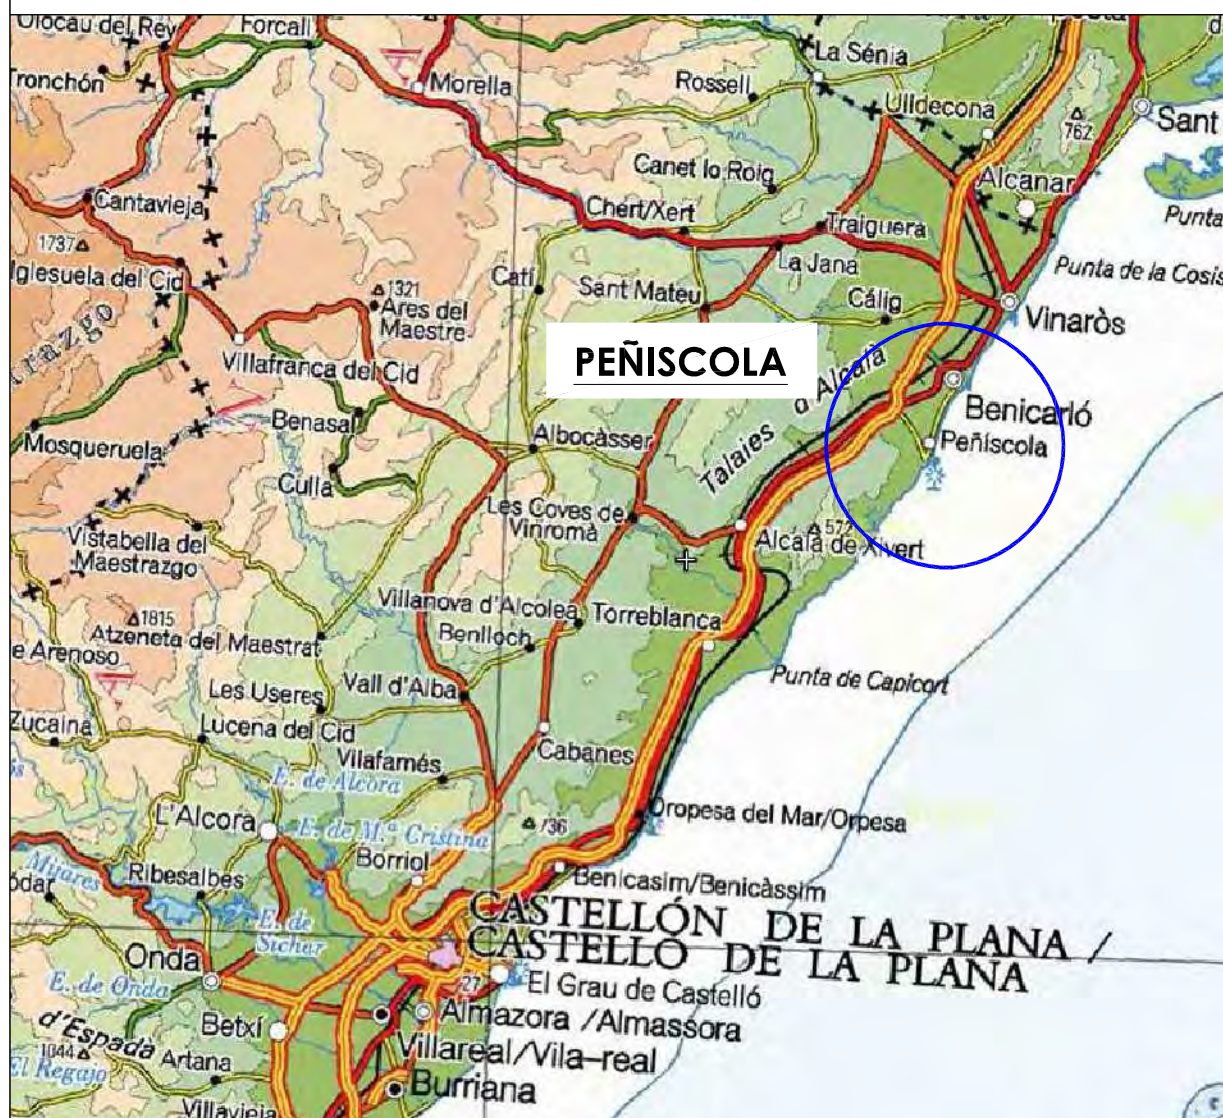 Olocau del Rey
Forcall
La Sénia
Tronchón
Morella
Rossell
Ulldecona
762
Sant
Canet lo Roig
Alcanar
Cantavieja
Chert/Xert
Punta
Traiguera
1737
La Jana
Iglesuela del Cid
Catí
Sant Mateu
Cálig
Punta de la Cosis
1321
Ares del
Maestre
Vinaròs
PEÑISCOLA
Villafranca del Cid
d'Alcalà
Talaies
Benicarló
Benasal
Albocàsser
Peñíscola
Mosqueruela
Culla
Les Coves de
Vinromà
572
Alcalà de Xivert
Vistabella del
Maestrazgo
1815
Villanova d'Alcolea
Torreblanca
Atzeneta del Maestrat
Benlloch
e Arenoso
Punta de Capicort
Les Useres
Vall d'Alba
Zucaina
Lucena del Cid
Cabanes
Vilafamés
E. de Alcora
Oropesa del Mar/Orpesa
L'Alcora
E. de M.ª Cristina
736
Borriol
Mijares
Ribesalbes
Benicasim/Benicàssim
ódar
E. de
Sichar
CASTELLÓN DE LA PLANA /
CASTELLÓ DE LA PLANA
Onda
E. de Onda
27
El Grau de Castelló
Betxí
Almazora /Almassora
d'Espadà
Villareal/Vila-real
1044
Artana
El Regajo
Burriana
Villavieja